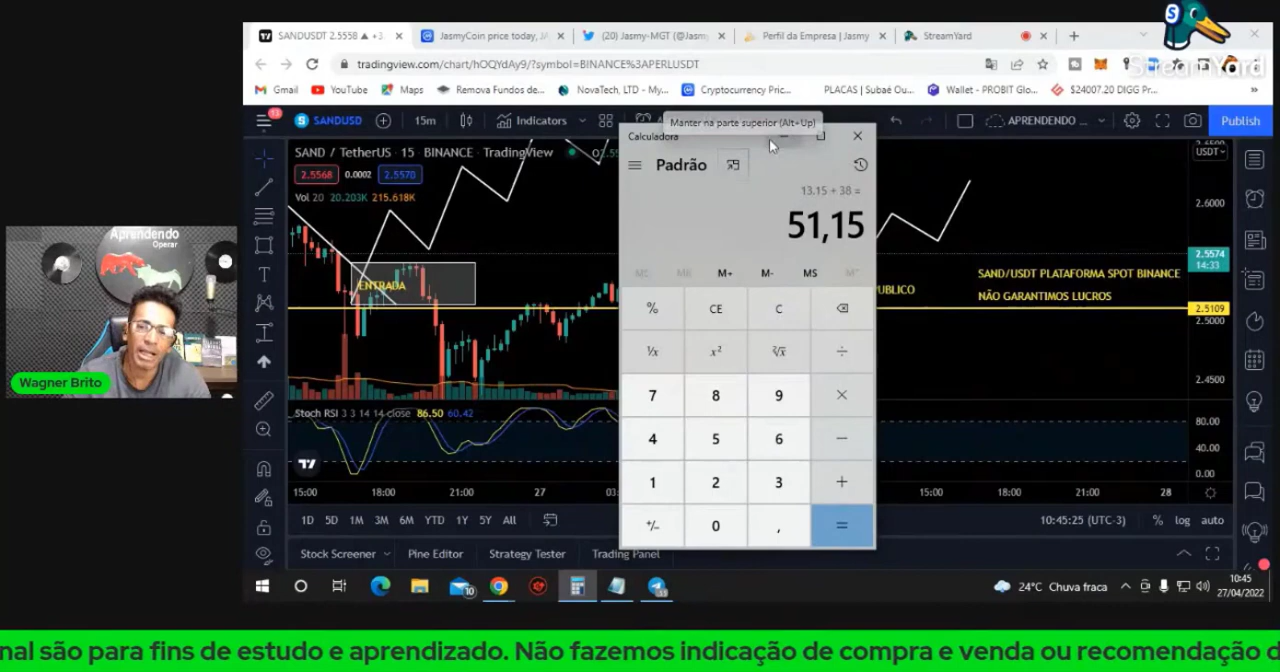 SANDUSDT 2.5558 ▲ +3
JasmyCoin price today, JA
(20) Jasmy-MGT (@Jasm
Perfil da Empresa | Jasmy
StreamYard
StreamYard
tradingview.com/chart/hOQYdAy9/?symbol=BINANCE%3APERLUSDT
Gmail
YouTube
Maps
Remova Fundos de...
NovaTech, LTD - My...
Cryptocurrency Pric...
PLACAS | Subaé Ou...
Wallet - PROBIT Glo...
$24007.20 DIGG Pr...
13
SANDUSD
15m
Indicators
APRENDENDO ...
Publish
Manter na parte superior (Alt+Up)
Calculadora
SAND / TetherUS · 15 · BINANCE · TradingView
USDT
2.5568
0.0002
2.5570
Vol 20 20.203K 215.618K
Padrão
13.15 + 38 =
51,15
MC
MR
M+
M-
MS
%
CE
C
x²
÷
7
8
9
×
4
5
6
−
1
2
3
+
+/−
0
,
=
2.6000
2.5574
14:33
2.5109
2.5000
2.4500
ENTRADA
SAND/USDT PLATAFORMA SPOT BINANCE
NÃO GARANTIMOS LUCROS
Aprendendo
Operar
Wagner Brito
Stoch RSI 3 3 14 14 close 86.50 60.42
80.00
40.00
0.00
15:00
18:00
21:00
27
15:00
18:00
21:00
28
1D
5D
1M
3M
6M
YTD
1Y
5Y
All
10:45:25 (UTC-3)
%
log
auto
Stock Screener
Pine Editor
Strategy Tester
Trading Panel
10
24°C Chuva fraca
10:45
27/04/2022
nal são para fins de estudo e aprendizado. Não fazemos indicação de compra e venda ou recomendação d